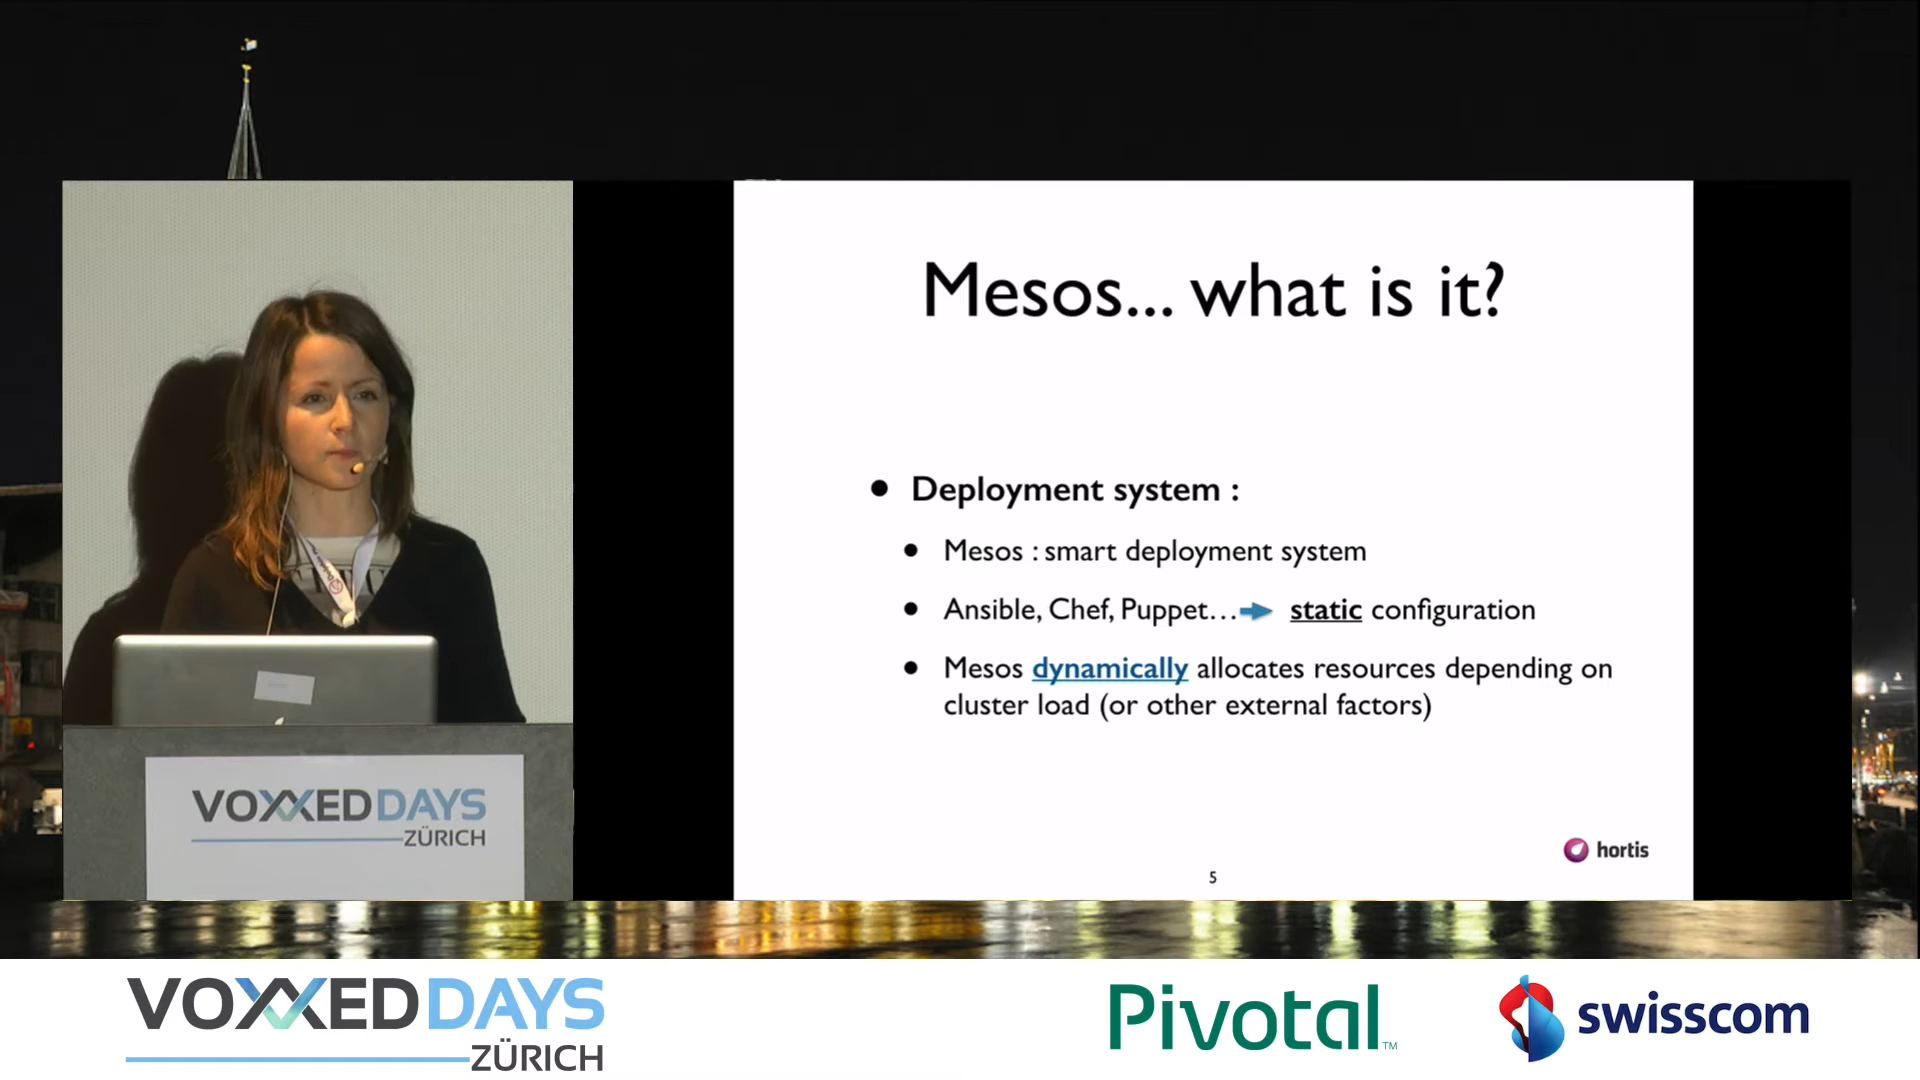 Mesos... what is it?
• Deployment system :
• Mesos : smart deployment system
• Ansible, Chef, Puppet... static configuration
• Mesos dynamically allocates resources depending on
cluster load (or other external factors)
hortis
5
VOXXED DAYS
ZÜRICH
VOXXED DAYS
ZÜRICH
Pivotal™
swisscom